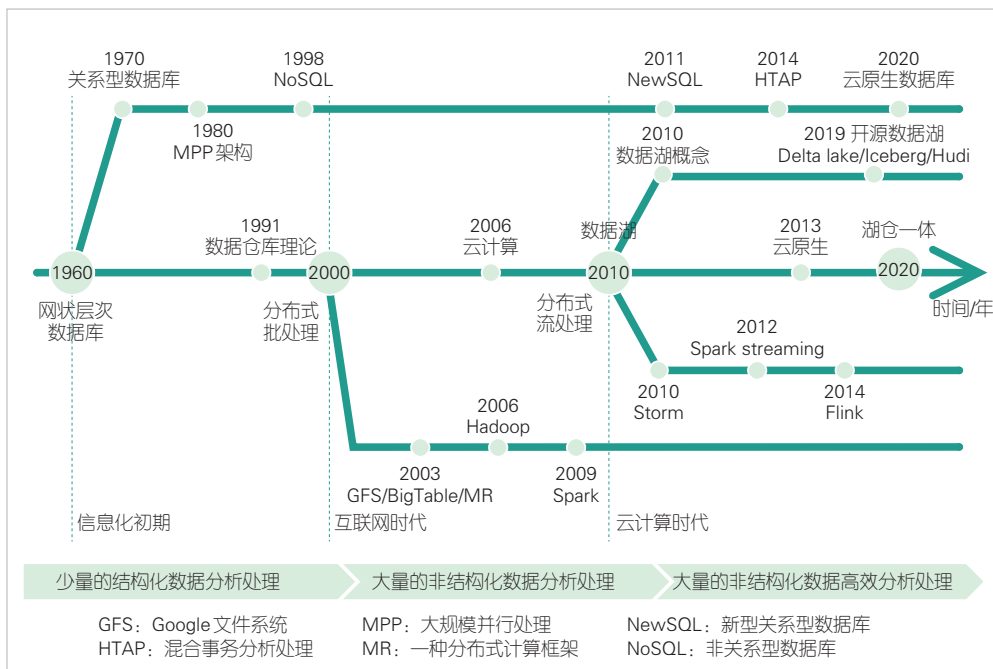 1970
关系型数据库
1998
NoSQL
2011
NewSQL
2014
HTAP
2020
云原生数据库
1980
MPP架构
2010
数据湖概念
2019 开源数据湖
Delta lake/Iceberg/Hudi
1991
数据仓库理论
2006
云计算
数据湖
2013
云原生
湖仓一体
1960
2000
2010
2020
网状层次
数据库
分布式
批处理
分布式
流处理
时间/年
2012
Spark streaming
2010
Storm
2014
Flink
2006
Hadoop
2003
GFS/BigTable/MR
2009
Spark
信息化初期
互联网时代
云计算时代
少量的结构化数据分析处理
大量的非结构化数据分析处理
大量的非结构化数据高效分析处理
GFS：Google文件系统
MPP：大规模并行处理
NewSQL：新型关系型数据库
HTAP：混合事务分析处理
MR：一种分布式计算框架
NoSQL：非关系型数据库